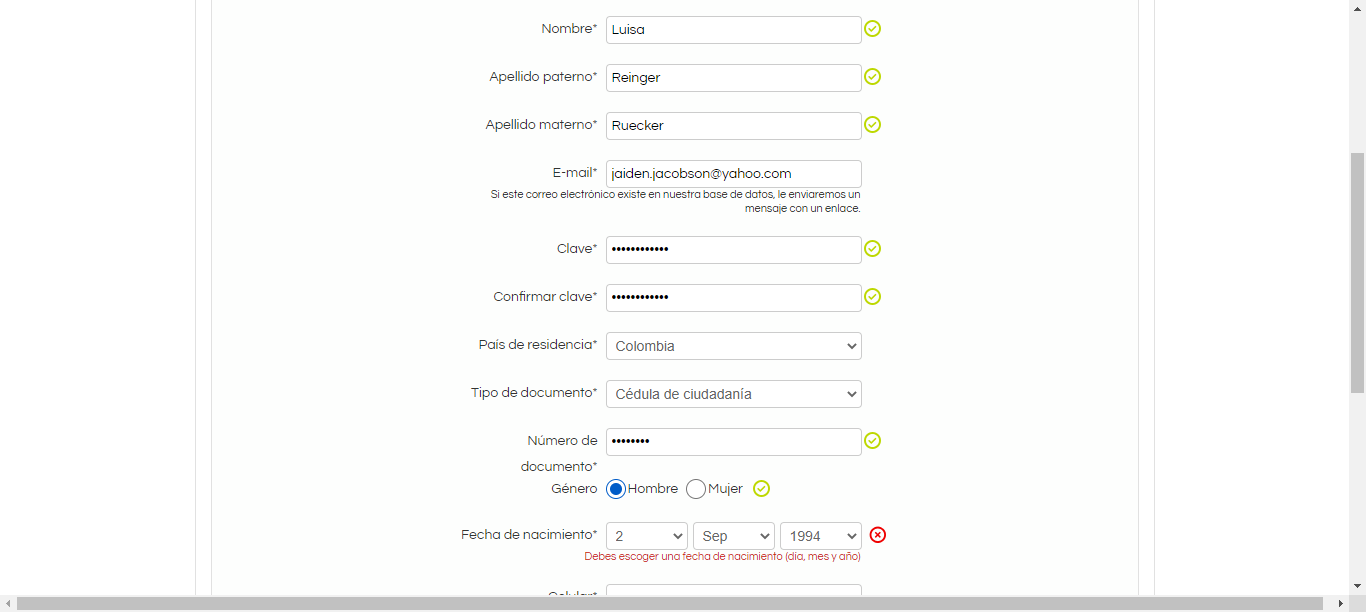 Nombre* Luisa
Apellido paterno* Reinger
Apellido materno* Ruecker
E-mail* jaiden.jacobson@yahoo.com
Si este correo electrónico existe en nuestra base de datos, le enviaremos un
mensaje con un enlace.
Clave* ••••••••••••
Confirmar clave* ••••••••••••
País de residencia* Colombia
Tipo de documento* Cédula de ciudadanía
Número de ••••••••
documento*
Género Hombre Mujer
Fecha de nacimiento* 2 Sep 1994
Debes escoger una fecha de nacimiento (dia, mes y año)
Celular*